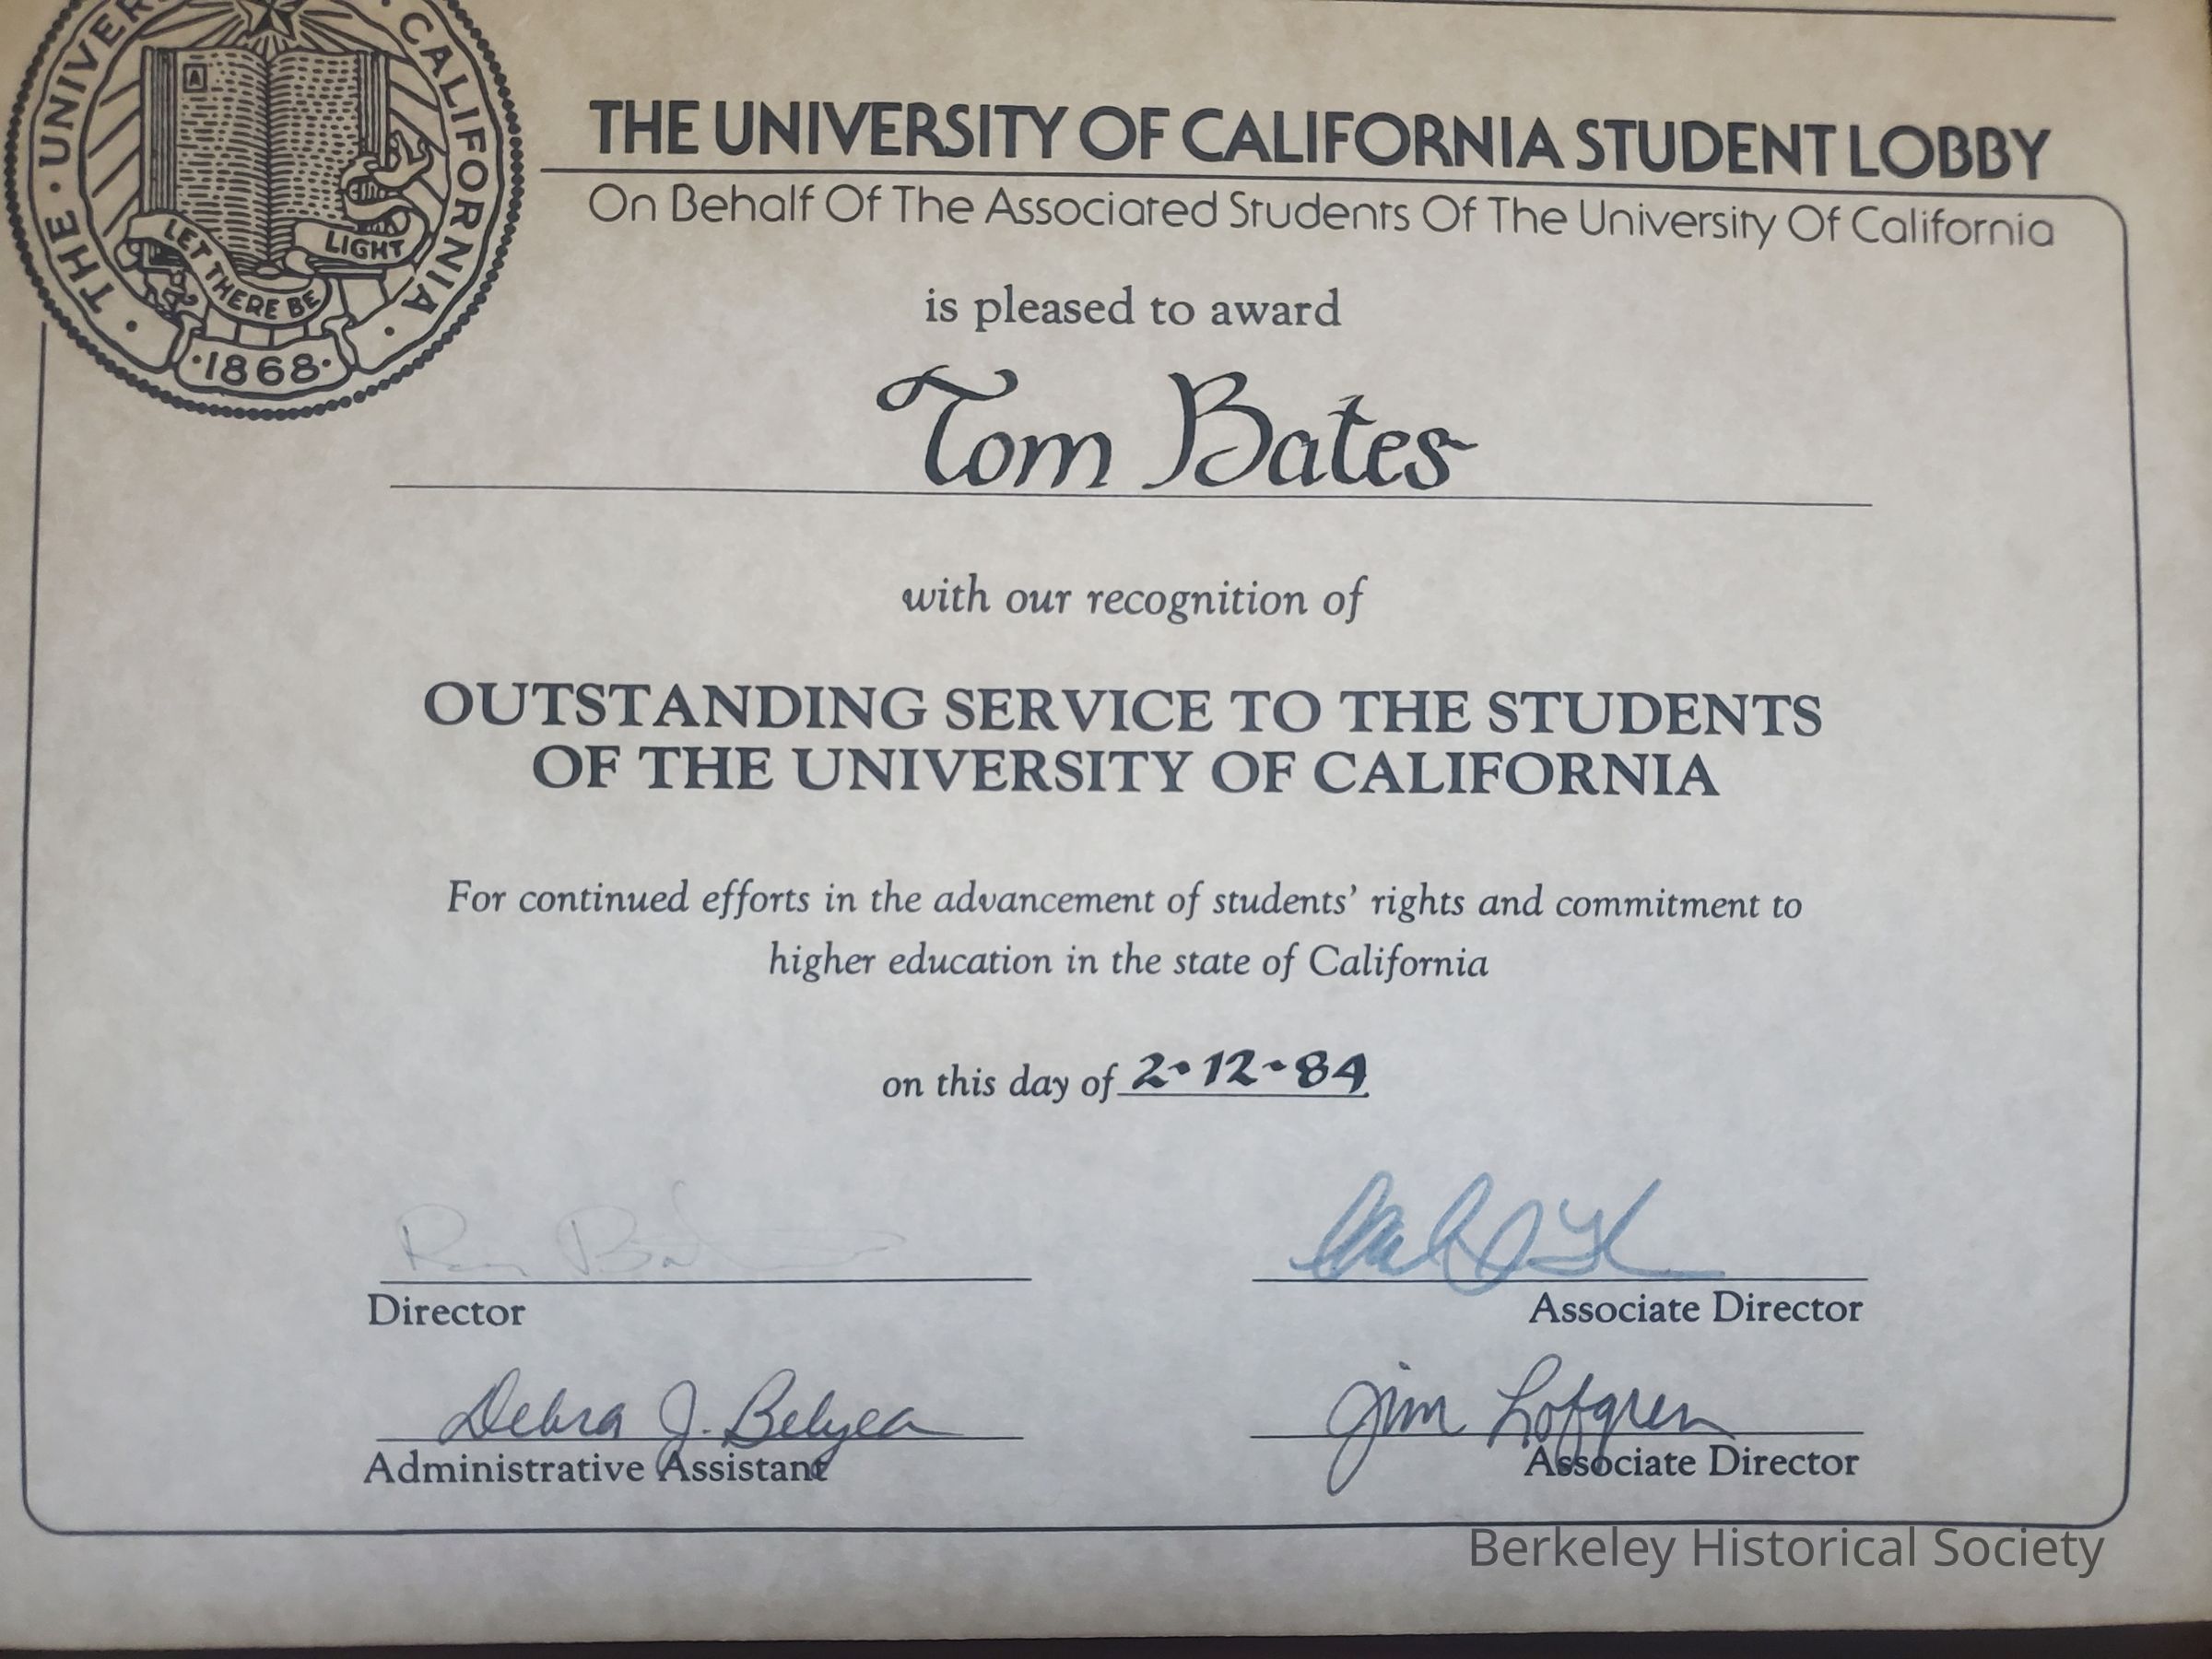 THE · UNIVER
CALIFORNIA ·
A
LET THERE BE
LIGHT
·1868·
THE UNIVERSITY OF CALIFORNIA STUDENT LOBBY
On Behalf Of The Associated Students Of The University Of California
is pleased to award
Tom Bates
with our recognition of
OUTSTANDING SERVICE TO THE STUDENTS
OF THE UNIVERSITY OF CALIFORNIA
For continued efforts in the advancement of students' rights and commitment to
higher education in the state of California
on this day of 2-12-84
Director
Associate Director
Debra J. Belyea
Jim Lofgren
Administrative Assistant
Associate Director
Berkeley Historical Society